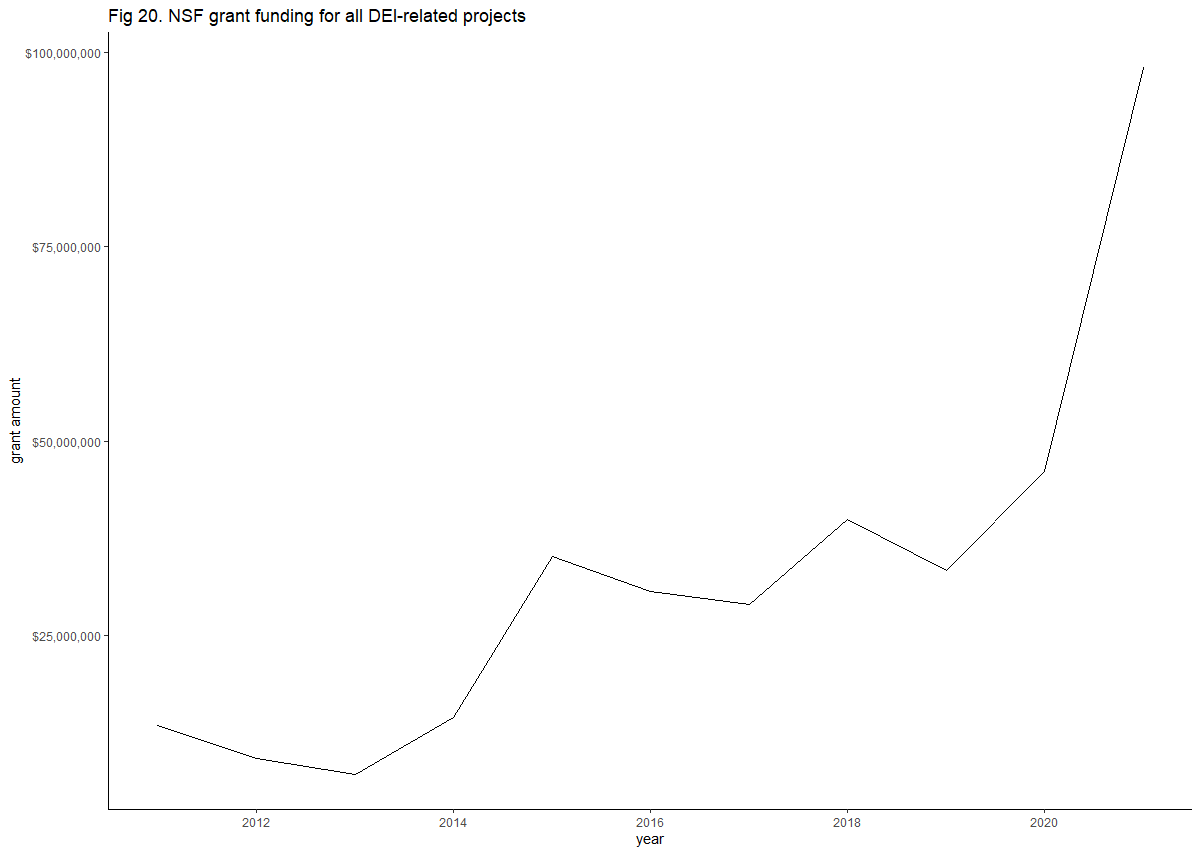 Fig 20. NSF grant funding for all DEI-related projects
$100,000,000
$75,000,000
$50,000,000
$25,000,000
grant amount
2012 2014 2016 2018 2020
year